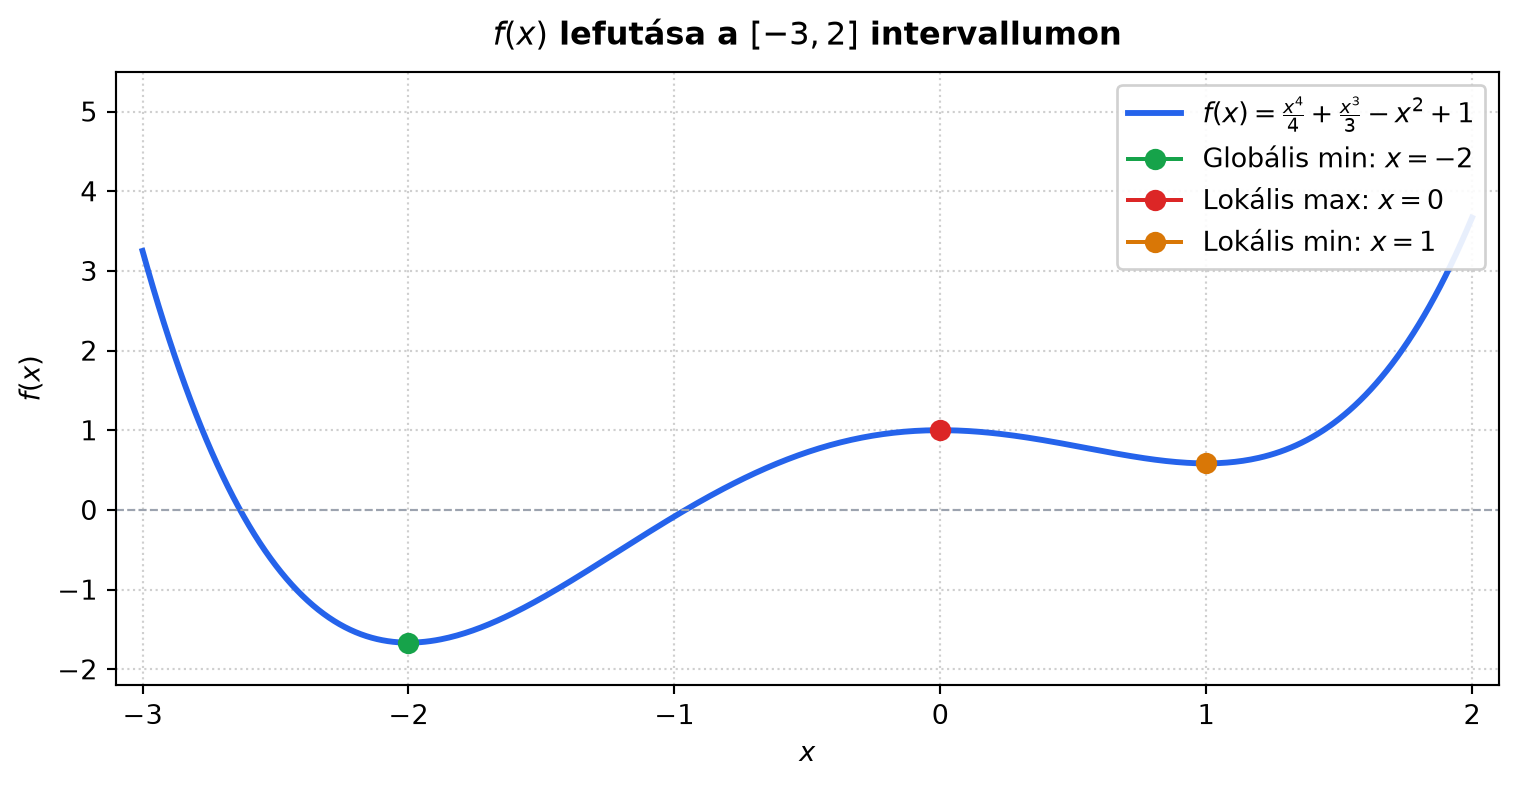 f(x) lefutása a [−3, 2] intervallumon
f(x) = x⁴/4 + x³/3 − x² + 1
Globális min: x = −2
Lokális max: x = 0
Lokális min: x = 1
5
4
3
2
1
0
−1
−2
f(x)
−3 −2 −1 0 1 2
x